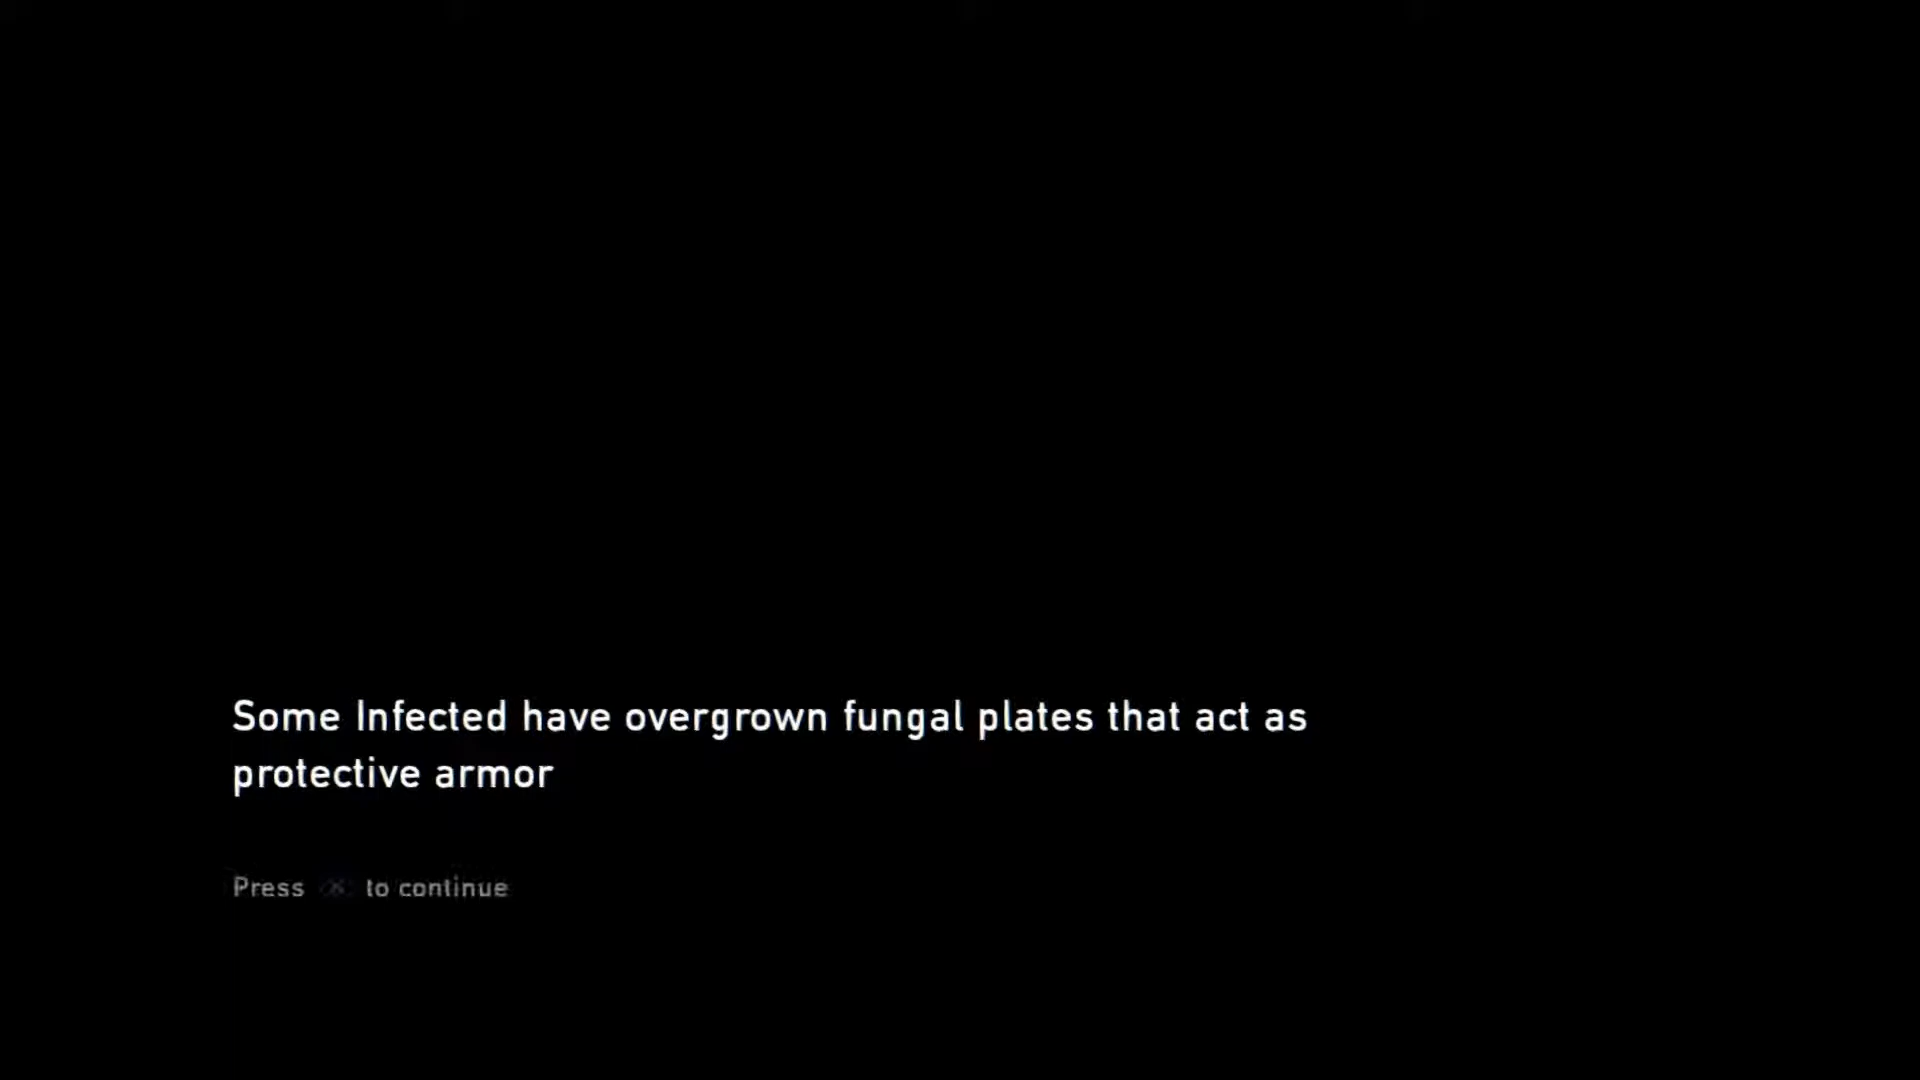 Some Infected have overgrown fungal plates that act as
protective armor
Press to continue